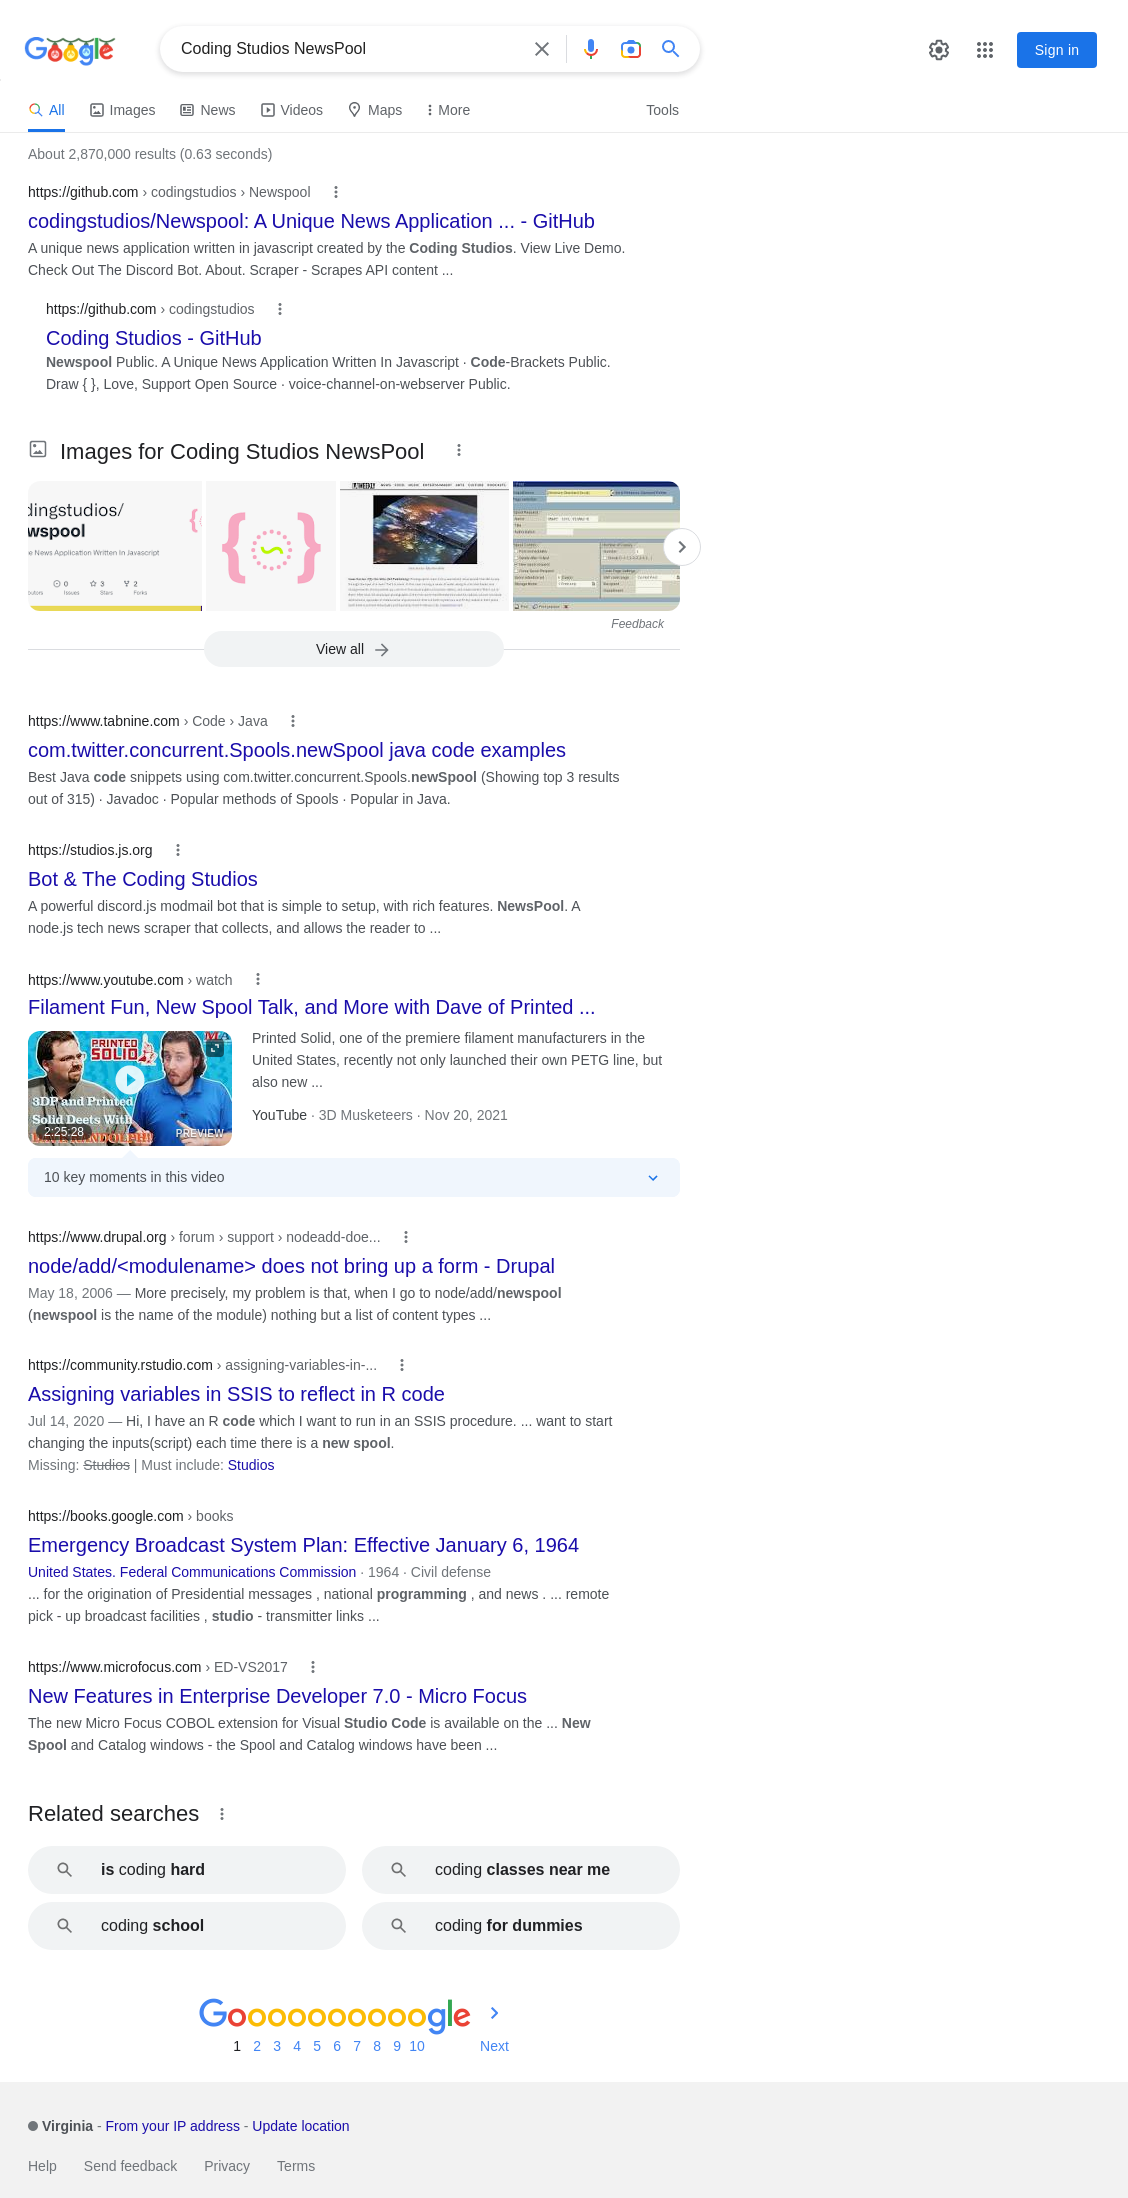 Google
Coding Studios NewsPool
Sign in
All
Images
News
Videos
Maps
More
Tools
About 2,870,000 results (0.63 seconds)
https://github.com › codingstudios › Newspool
codingstudios/Newspool: A Unique News Application ... - GitHub
A unique news application written in javascript created by the Coding Studios. View Live Demo.
Check Out The Discord Bot. About. Scraper - Scrapes API content ...
https://github.com › codingstudios
Coding Studios - GitHub
Newspool Public. A Unique News Application Written In Javascript · Code-Brackets Public.
Draw { }, Love, Support Open Source · voice-channel-on-webserver Public.
Images for Coding Studios NewsPool
dingstudios/
wspool
e News Application Written In Javascript
0
3
2
Issues
Stars
Forks
Feedback
View all
https://www.tabnine.com › Code › Java
com.twitter.concurrent.Spools.newSpool java code examples
Best Java code snippets using com.twitter.concurrent.Spools.newSpool (Showing top 3 results
out of 315) · Javadoc · Popular methods of Spools · Popular in Java.
https://studios.js.org
Bot & The Coding Studios
A powerful discord.js modmail bot that is simple to setup, with rich features. NewsPool. A
node.js tech news scraper that collects, and allows the reader to ...
https://www.youtube.com › watch
Filament Fun, New Spool Talk, and More with Dave of Printed ...
PRINTED
SOLID
3DP and Printed
Solid Deets With
2:25:28
PREVIEW
Printed Solid, one of the premiere filament manufacturers in the
United States, recently not only launched their own PETG line, but
also new ...
YouTube · 3D Musketeers · Nov 20, 2021
10 key moments in this video
https://www.drupal.org › forum › support › nodeadd-doe...
node/add/<modulename> does not bring up a form - Drupal
May 18, 2006 — More precisely, my problem is that, when I go to node/add/newspool
(newspool is the name of the module) nothing but a list of content types ...
https://community.rstudio.com › assigning-variables-in-...
Assigning variables in SSIS to reflect in R code
Jul 14, 2020 — Hi, I have an R code which I want to run in an SSIS procedure. ... want to start
changing the inputs(script) each time there is a new spool.
Missing: Studios | Must include: Studios
https://books.google.com › books
Emergency Broadcast System Plan: Effective January 6, 1964
United States. Federal Communications Commission · 1964 · Civil defense
... for the origination of Presidential messages , national programming , and news . ... remote
pick - up broadcast facilities , studio - transmitter links ...
https://www.microfocus.com › ED-VS2017
New Features in Enterprise Developer 7.0 - Micro Focus
The new Micro Focus COBOL extension for Visual Studio Code is available on the ... New
Spool and Catalog windows - the Spool and Catalog windows have been ...
Related searches
is coding hard
coding classes near me
coding school
coding for dummies
Goooooooooogle
1 2 3 4 5 6 7 8 9 10 Next
Virginia - From your IP address - Update location
Help
Send feedback
Privacy
Terms